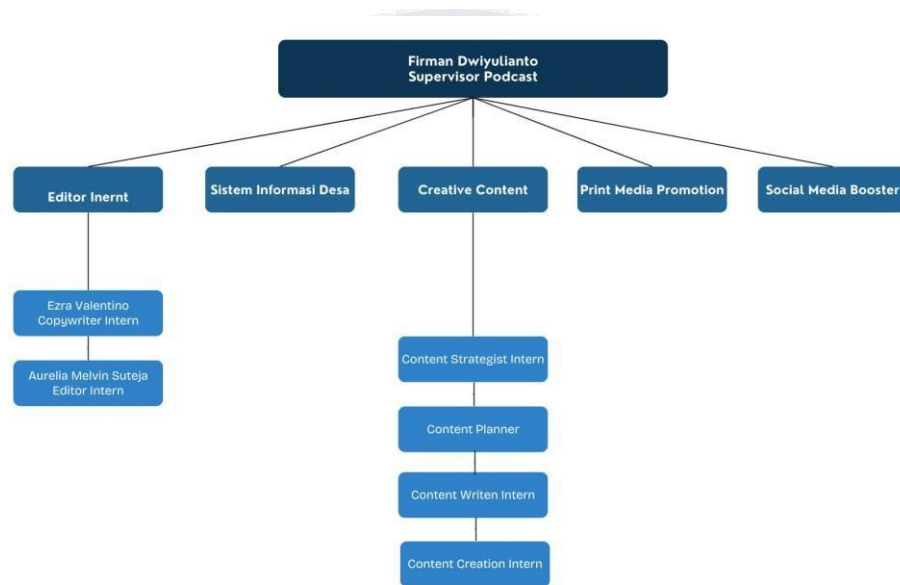 Firman Dwiyulianto
Supervisor Podcast
Editor Inernt
Sistem Informasi Desa
Creative Content
Print Media Promotion
Social Media Booster
Ezra Valentino
Copywriter Intern
Aurelia Melvin Suteja
Editor Intern
Content Strategist Intern
Content Planner
Content Writen Intern
Content Creation Intern